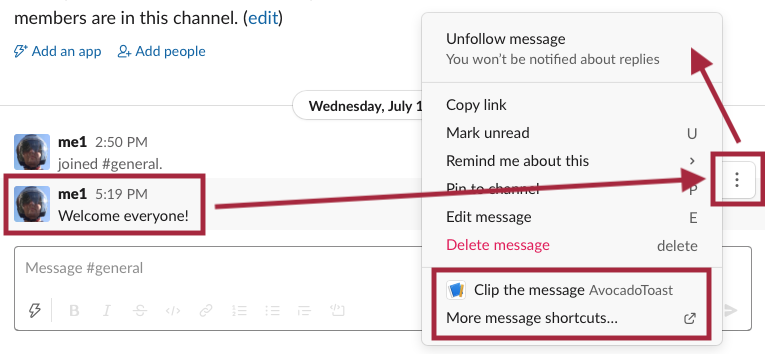 members are in this channel. (edit)
Add an app Add people
Wednesday, July 1
me1 2:50 PM
joined #general.
me1 5:19 PM
Welcome everyone!
Message #general
B I S
Unfollow message
You won't be notified about replies
Copy link
Mark unread U
Remind me about this
Pin to channel P
Edit message E
Delete message delete
Clip the message AvocadoToast
More message shortcuts...